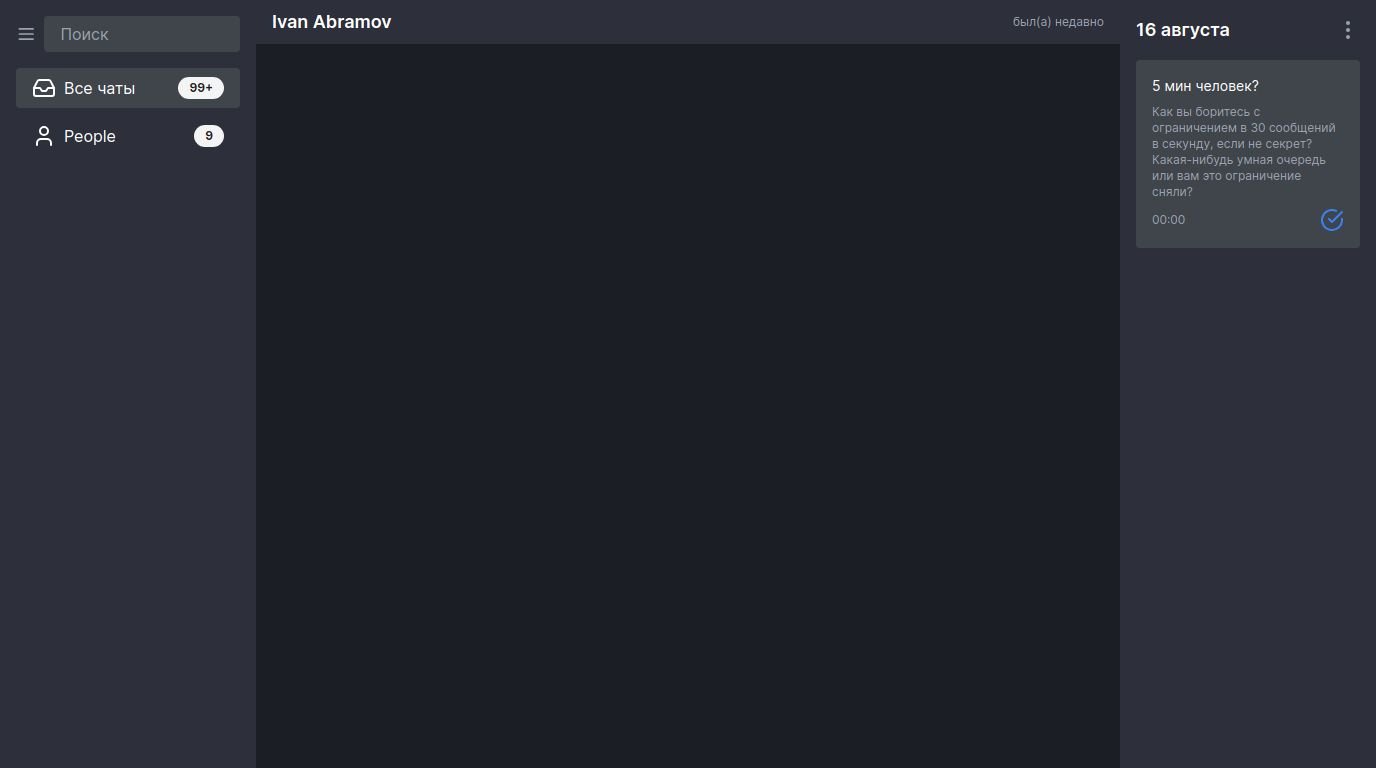 Поиск
Все чаты 99+
People 9
Ivan Abramov был(а) недавно
16 августа
5 мин человек?
Как вы боритесь с
ограничением в 30 сообщений
в секунду, если не секрет?
Какая-нибудь умная очередь
или вам это ограничение
сняли?
00:00